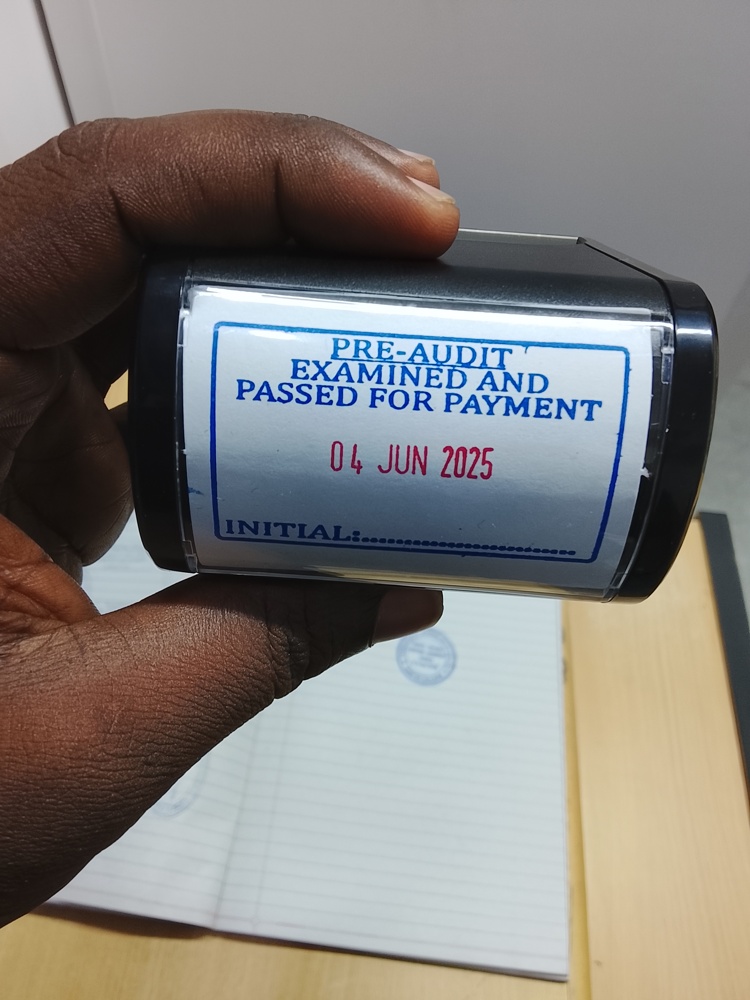 PRE-AUDIT
EXAMINED AND
PASSED FOR PAYMENT
04 JUN 2025
INITIAL:..............................